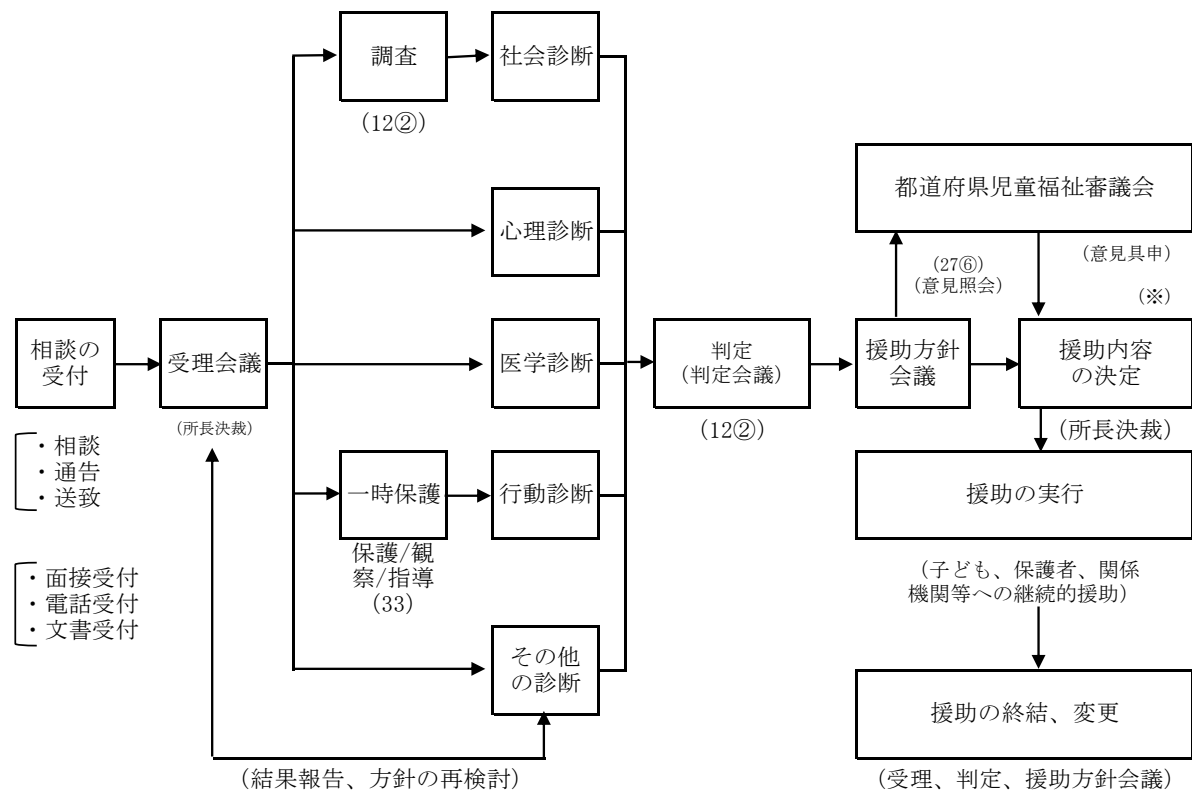 調査
社会診断
(12②)
都道府県児童福祉審議会
心理診断
(27⑥)
(意見照会)
(意見具申)
(※)
相談の
受付
受理会議
医学診断
判定
(判定会議)
援助方針
会議
援助内容
の決定
(所長決裁)
(12②)
(所長決裁)
・相談
・通告
・送致
一時保護
行動診断
援助の実行
保護/観
察/指導
(33)
・面接受付
・電話受付
・文書受付
(子ども、保護者、関係
機関等への継続的援助)
その他
の診断
援助の終結、変更
(結果報告、方針の再検討)
(受理、判定、援助方針会議)